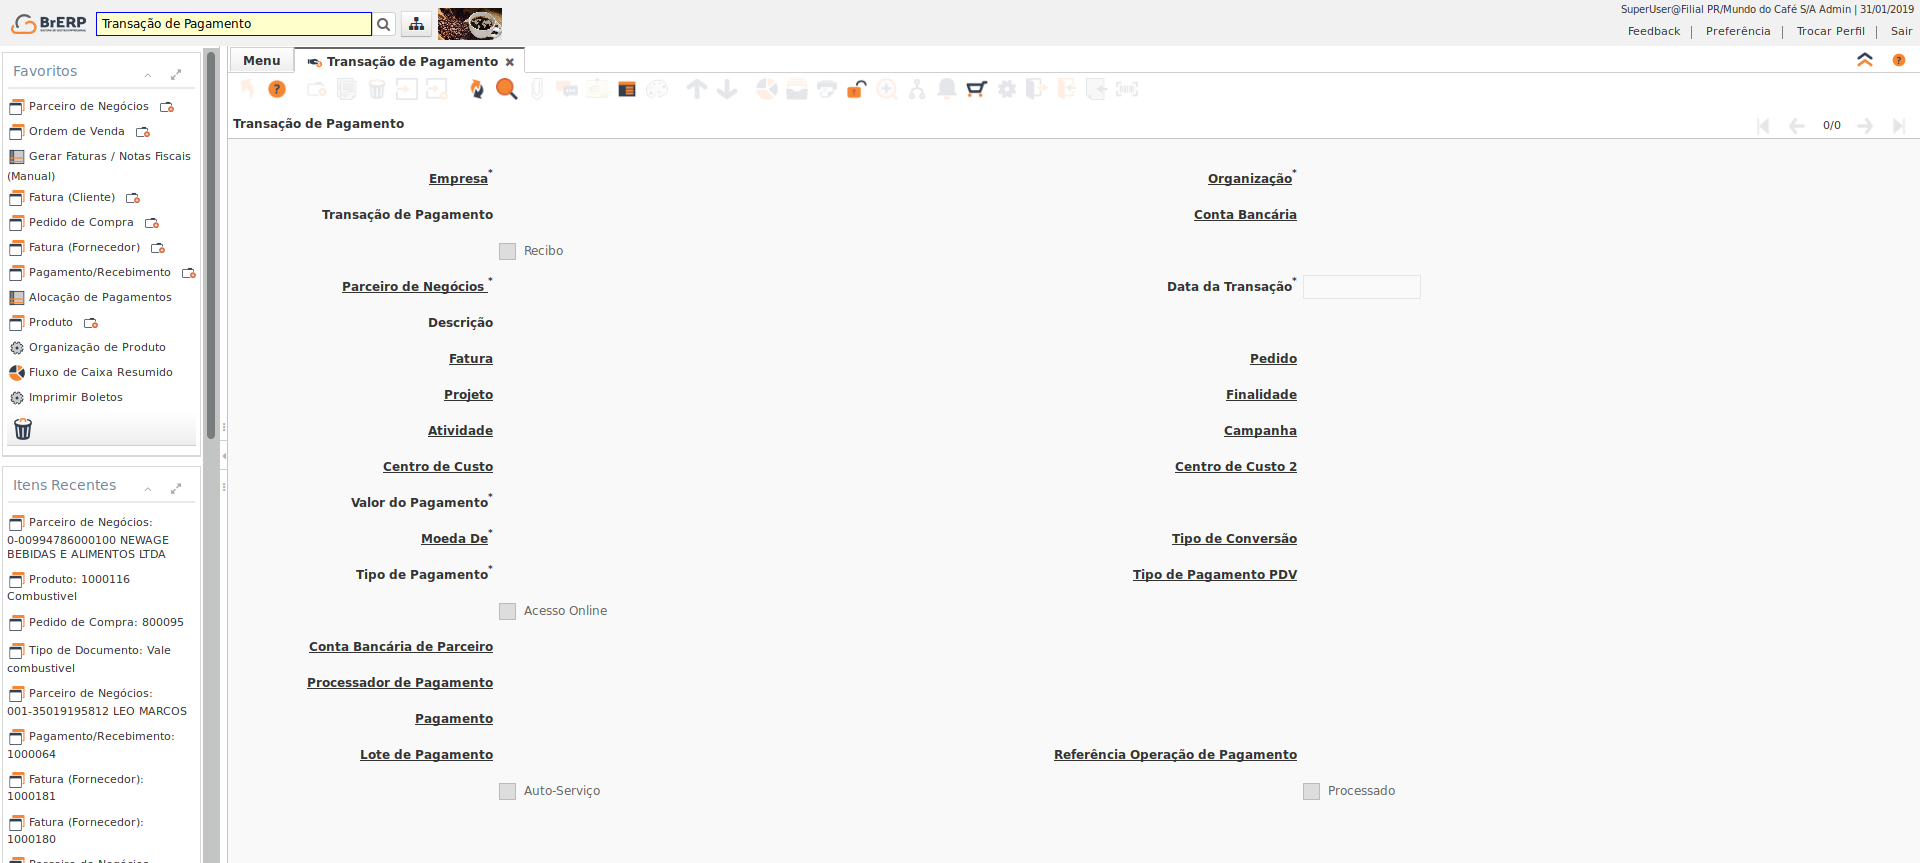 BrERP
Transação de Pagamento
SuperUser@Filial PR/Mundo do Café S/A Admin | 31/01/2019
Feedback | Preferência | Trocar Perfil | Sair
Favoritos
Parceiro de Negócios
Ordem de Venda
Gerar Faturas / Notas Fiscais
(Manual)
Fatura (Cliente)
Pedido de Compra
Fatura (Fornecedor)
Pagamento/Recebimento
Alocação de Pagamentos
Produto
Organização de Produto
Fluxo de Caixa Resumido
Imprimir Boletos
Itens Recentes
Parceiro de Negócios:
0-00994786000100 NEWAGE
BEBIDAS E ALIMENTOS LTDA
Produto: 1000116
Combustivel
Pedido de Compra: 800095
Tipo de Documento: Vale
combustivel
Parceiro de Negócios:
001-35019195812 LEO MARCOS
Pagamento/Recebimento:
1000064
Fatura (Fornecedor):
1000181
Fatura (Fornecedor):
1000180
Menu
Transação de Pagamento
Transação de Pagamento
0/0
Empresa*
Organização*
Transação de Pagamento
Conta Bancária
Recibo
Parceiro de Negócios *
Data da Transação*
Descrição
Fatura
Pedido
Projeto
Finalidade
Atividade
Campanha
Centro de Custo
Centro de Custo 2
Valor do Pagamento*
Moeda De*
Tipo de Conversão
Tipo de Pagamento*
Tipo de Pagamento PDV
Acesso Online
Conta Bancária de Parceiro
Processador de Pagamento
Pagamento
Lote de Pagamento
Referência Operação de Pagamento
Auto-Serviço
Processado